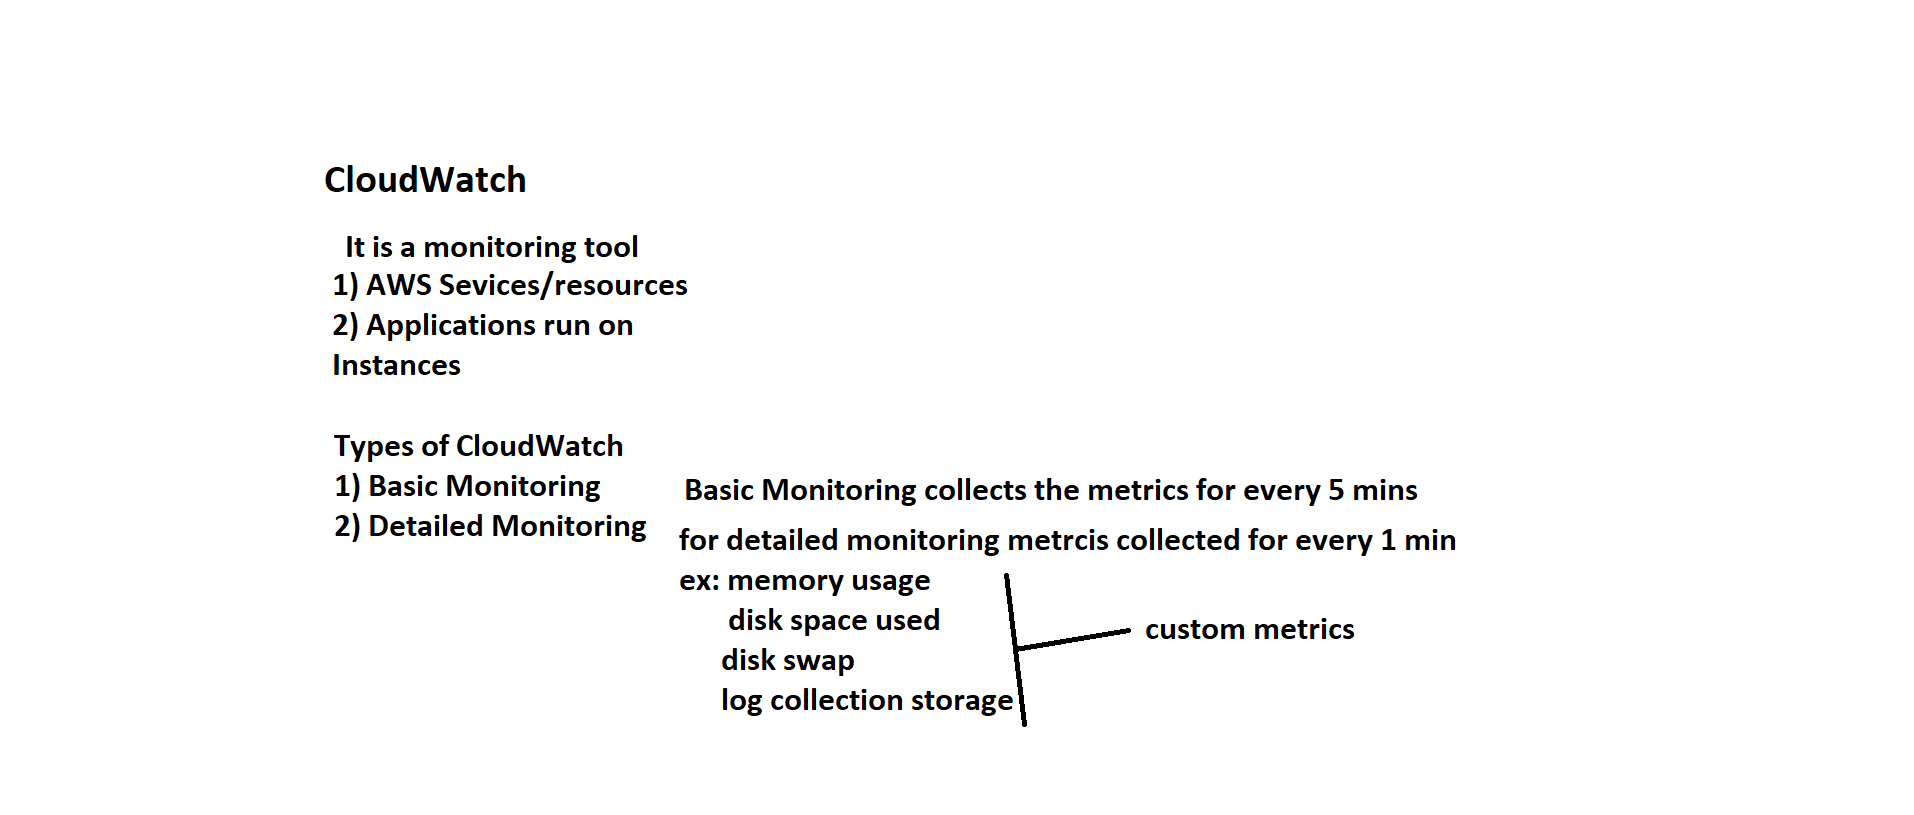 CloudWatch
It is a monitoring tool
1) AWS Sevices/resources
2) Applications run on
Instances
Types of CloudWatch
1) Basic Monitoring
2) Detailed Monitoring
Basic Monitoring collects the metrics for every 5 mins
for detailed monitoring metrcis collected for every 1 min
ex: memory usage
disk space used
disk swap
log collection storage
custom metrics